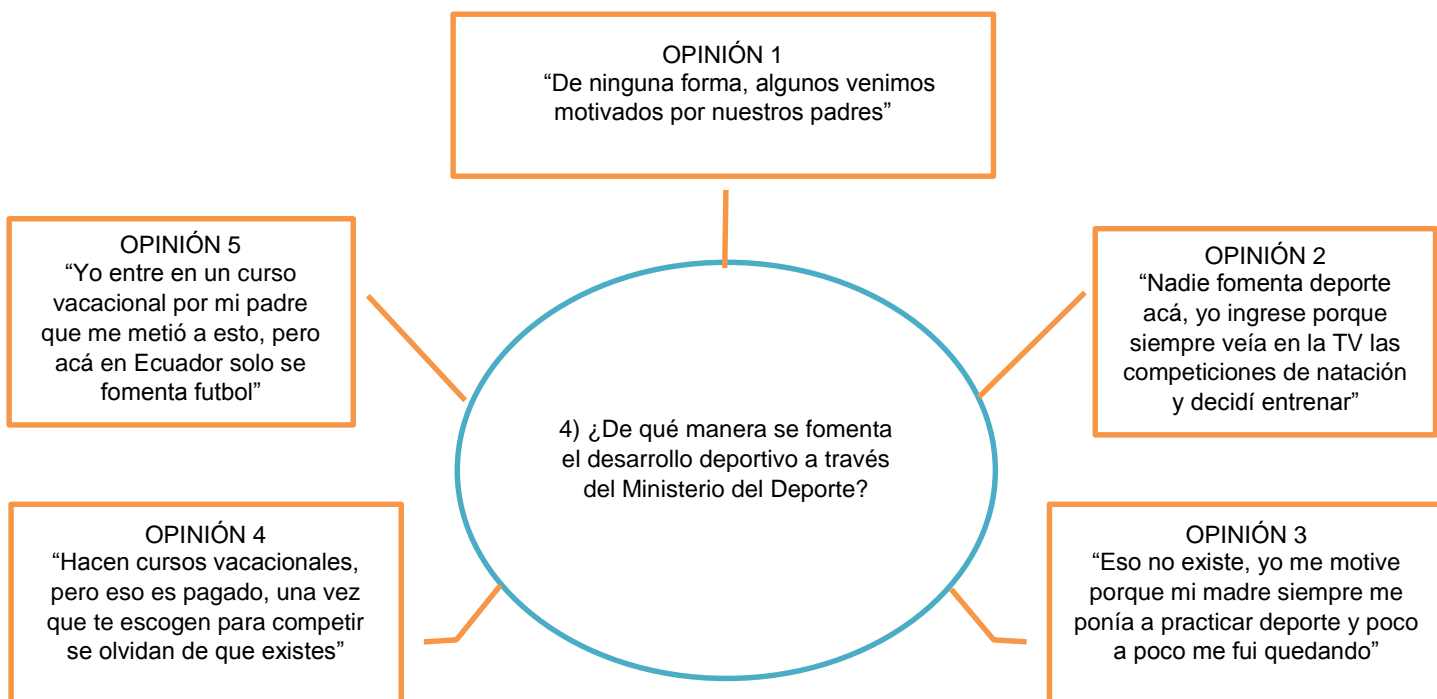 OPINIÓN 1
“De ninguna forma, algunos venimos
motivados por nuestros padres”
OPINIÓN 5
“Yo entre en un curso
vacacional por mi padre
que me metió a esto, pero
acá en Ecuador solo se
fomenta futbol”
OPINIÓN 2
“Nadie fomenta deporte
acá, yo ingrese porque
siempre veía en la TV las
competiciones de natación
y decidí entrenar”
4) ¿De qué manera se fomenta
el desarrollo deportivo a través
del Ministerio del Deporte?
OPINIÓN 4
“Hacen cursos vacacionales,
pero eso es pagado, una vez
que te escogen para competir
se olvidan de que existes”
OPINIÓN 3
“Eso no existe, yo me motive
porque mi madre siempre me
ponía a practicar deporte y poco
a poco me fui quedando”